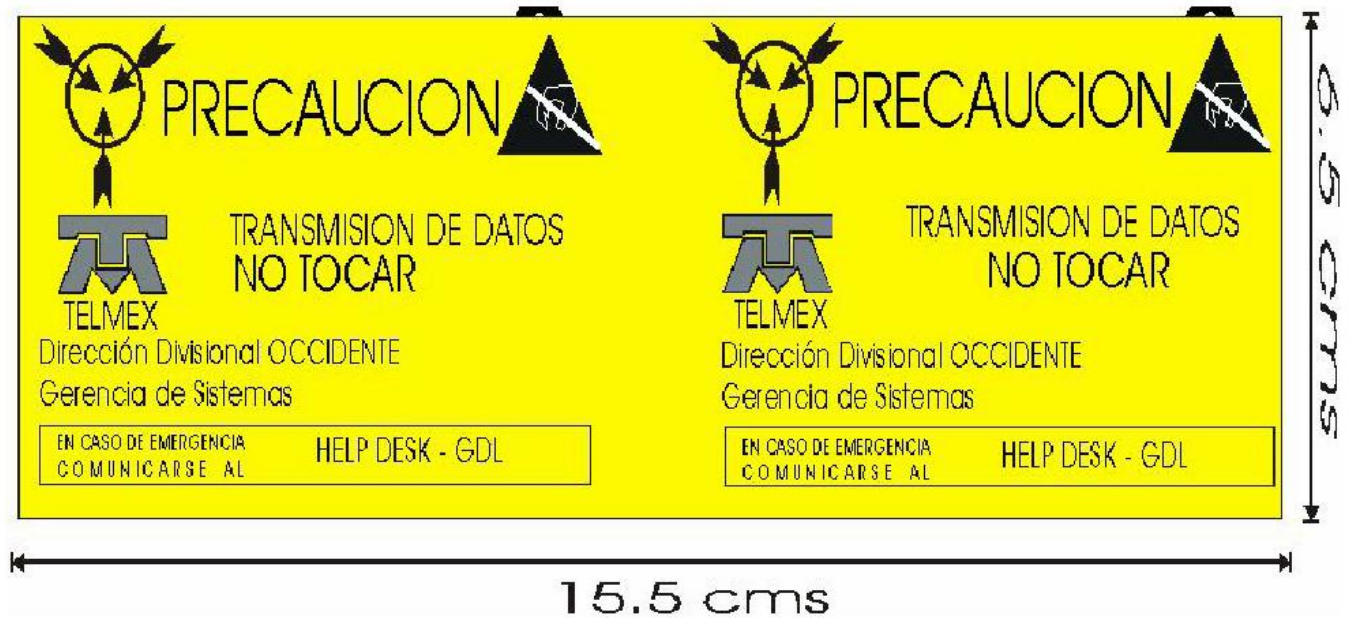 PRECAUCION
TRANSMISION DE DATOS
NO TOCAR
TELMEX
Dirección Divisional OCCIDENTE
Gerencia de Sistemas
EN CASO DE EMERGENCIA
COMUNICARSE AL
HELP DESK - GDL
PRECAUCION
TRANSMISION DE DATOS
NO TOCAR
TELMEX
Dirección Divisional OCCIDENTE
Gerencia de Sistemas
EN CASO DE EMERGENCIA
COMUNICARSE AL
HELP DESK - GDL
6.5 cms
15.5 cms